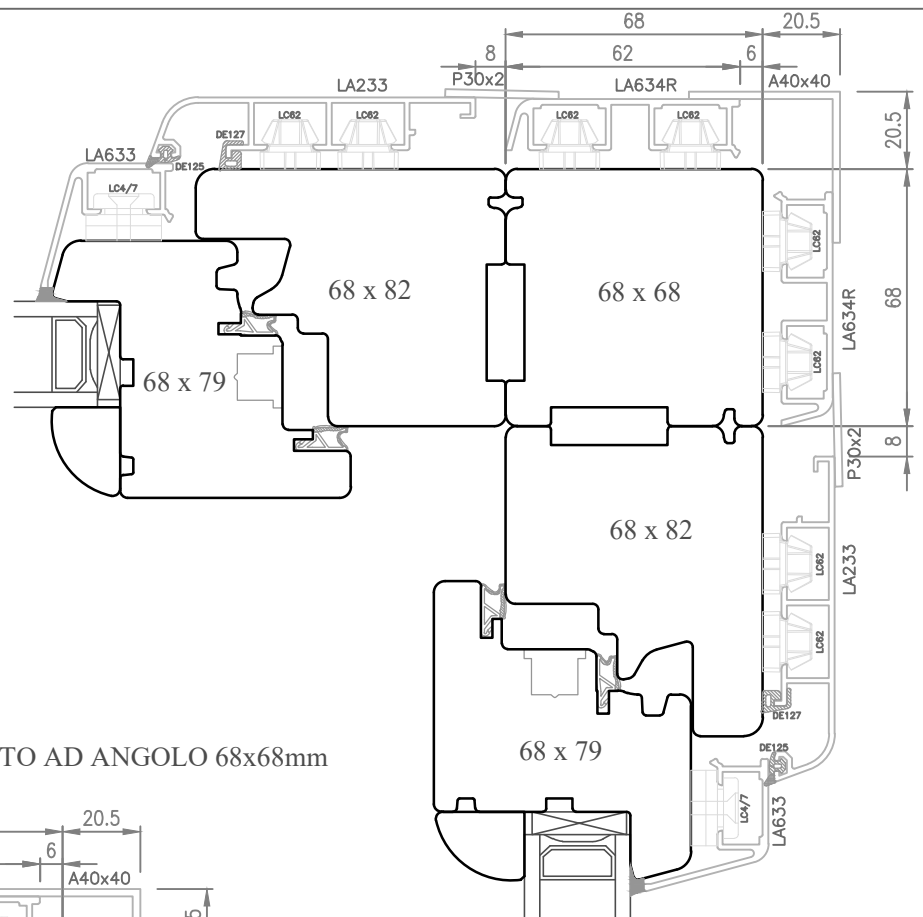 68
20.5
8
62
6
P30x2
LA634R
A40x40
LA233
LC62
LC62
LC62
LC62
DE127
LA633
DE125
LC4/7
20.5
68 x 82
68 x 68
LC62
68
LA634R
68 x 79
LC62
8
P30x2
68 x 82
LC62
LA233
LC62
DE127
68 x 79
DE125
LC4/7
LA633
TO AD ANGOLO 68x68mm
20.5
6
A40x40